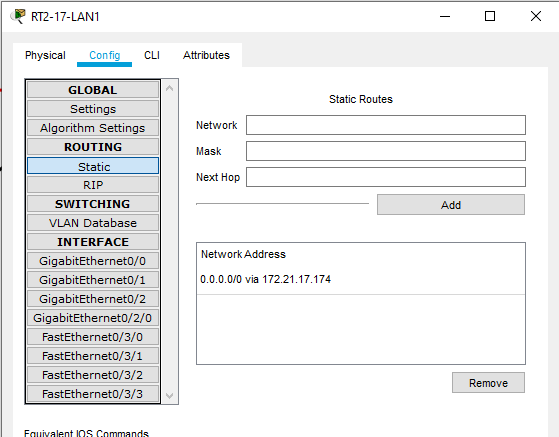 RT2-17-LAN1
Physical Config CLI Attributes
GLOBAL
Settings
Algorithm Settings
ROUTING
Static
RIP
SWITCHING
VLAN Database
INTERFACE
GigabitEthernet0/0
GigabitEthernet0/1
GigabitEthernet0/2
GigabitEthernet0/2/0
FastEthernet0/3/0
FastEthernet0/3/1
FastEthernet0/3/2
FastEthernet0/3/3
Static Routes
Network
Mask
Next Hop
Add
Network Address
0.0.0.0/0 via 172.21.17.174
Remove
Equivalent IOS Commands